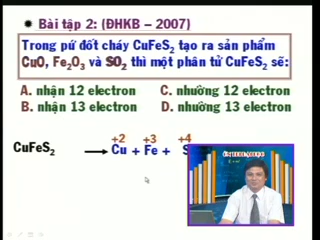 Bài tập 2: (ĐHKB – 2007)
Trong pứ đốt cháy CuFeS2 tạo ra sản phẩm
CuO, Fe2O3 và SO2 thì một phân tử CuFeS2 sẽ:
A. nhận 12 electron C. nhường 12 electron
B. nhận 13 electron D. nhường 13 electron
+2 +3 +4
CuFeS2 → Cu + Fe + S